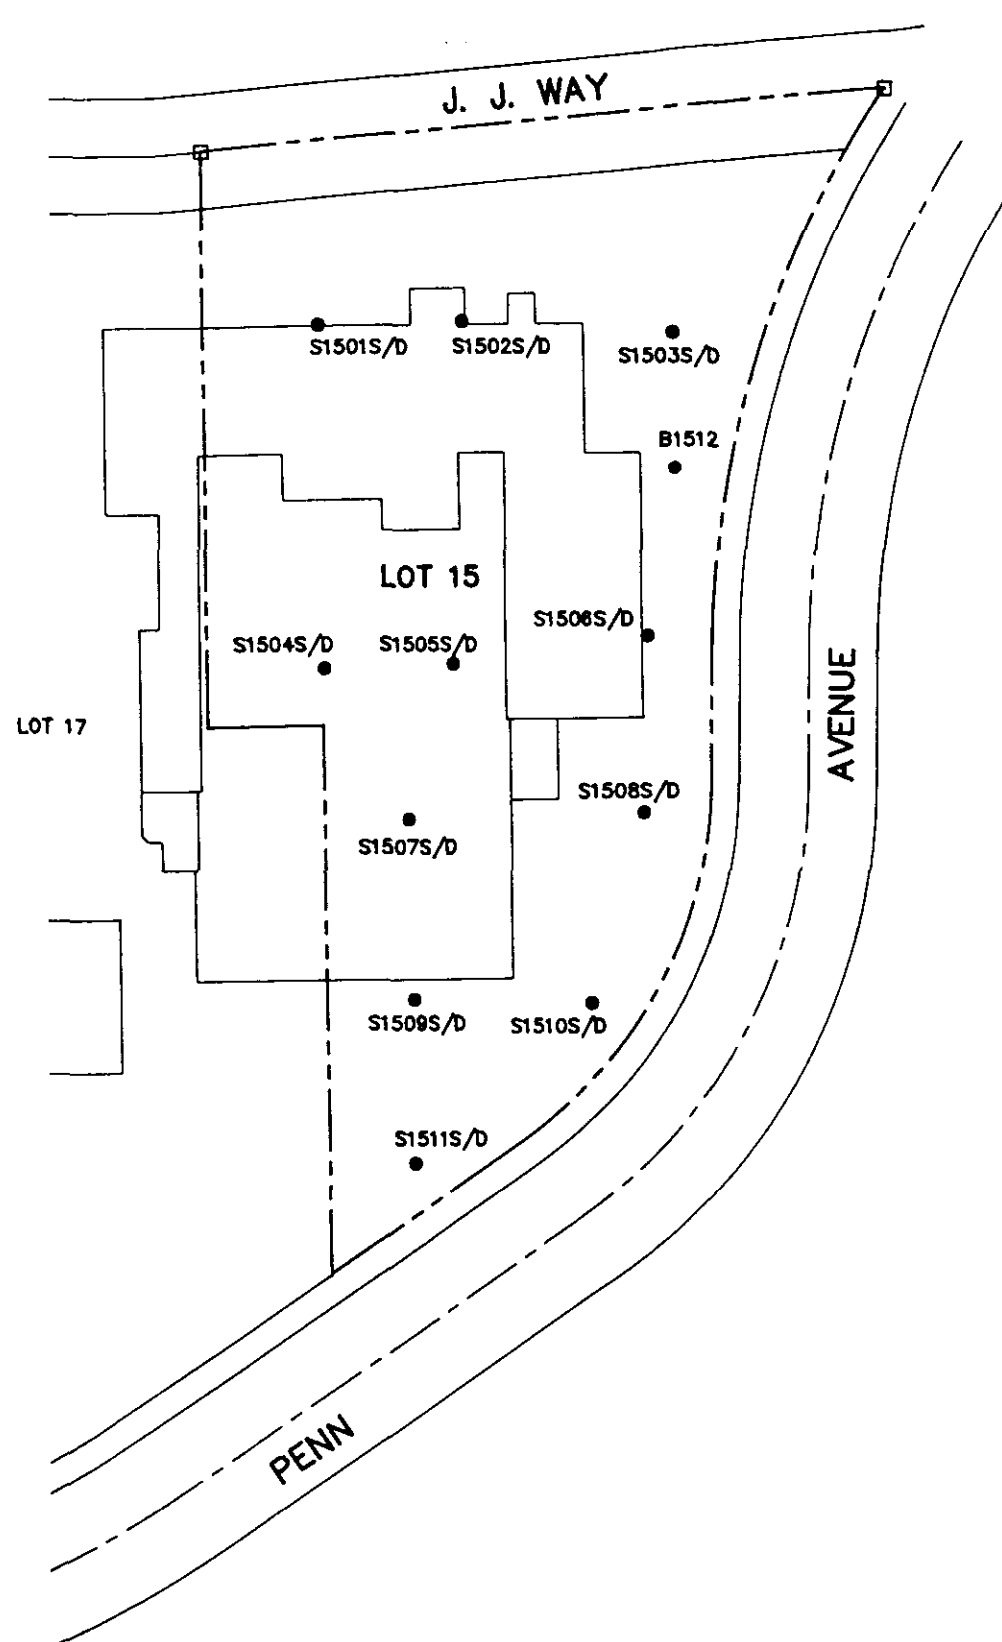 J. J. WAY
S1501S/D
S1502S/D
S1503S/D
B1512
LOT 15
S1506S/D
S1504S/D
S1505S/D
LOT 17
AVENUE
S1508S/D
S1507S/D
S1509S/D
S1510S/D
S1511S/D
PENN